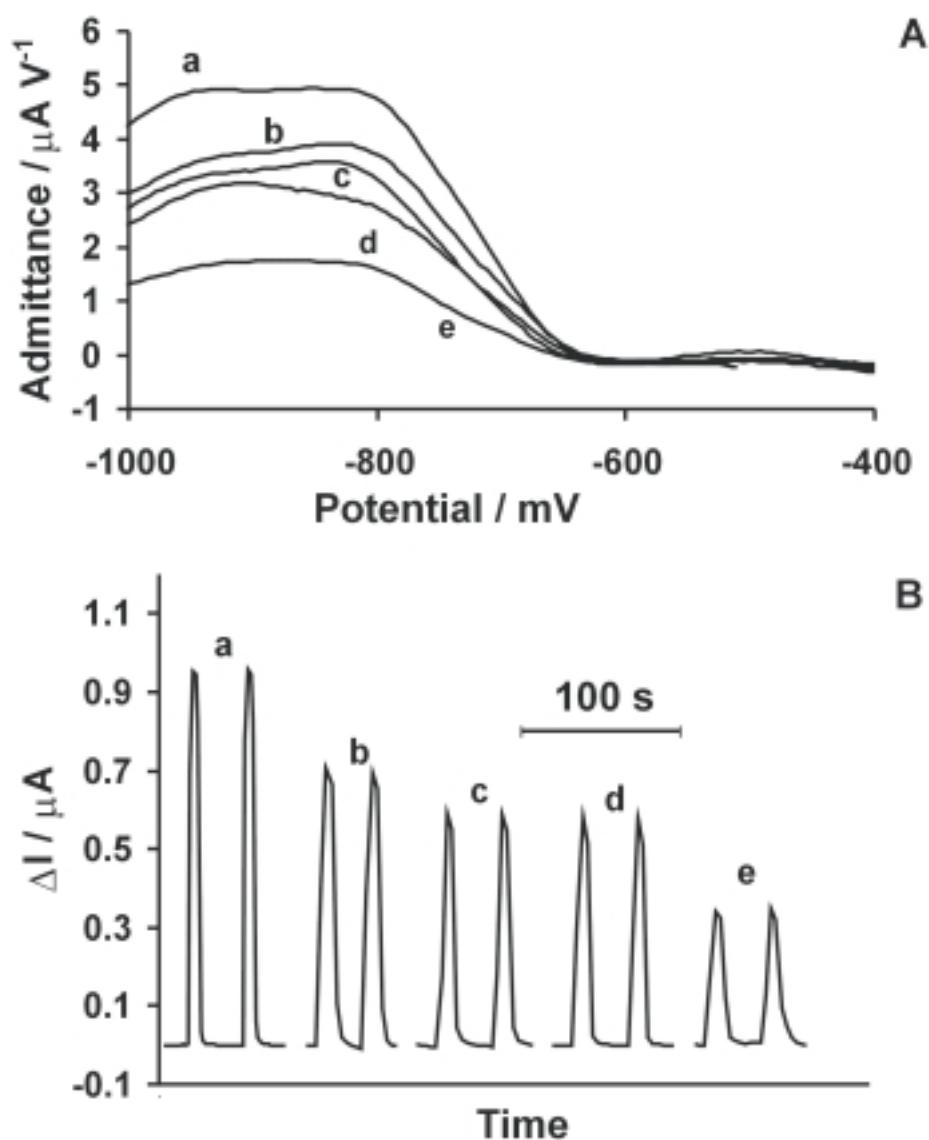 A
6
5
4
3
2
1
0
-1
Admittance / μA V⁻¹
a
b
c
d
e
-1000 -800 -600 -400
Potential / mV
B
1.1
0.9
0.7
0.5
0.3
0.1
-0.1
ΔI / μA
a
b
c
d
e
100 s
Time